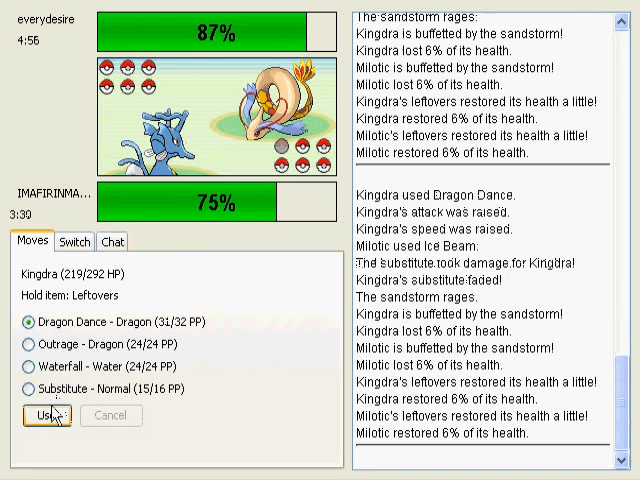 everydesire
4:56
87%
IMAFIRINMA...
3:39
75%
Moves
Switch
Chat
Kingdra (219/292 HP)
Hold item: Leftovers
Dragon Dance - Dragon (31/32 PP)
Outrage - Dragon (24/24 PP)
Waterfall - Water (24/24 PP)
Substitute - Normal (15/16 PP)
Use
Cancel
The sandstorm rages.
Kingdra is buffetted by the sandstorm!
Kingdra lost 6% of its health.
Milotic is buffetted by the sandstorm!
Milotic lost 6% of its health.
Kingdra's leftovers restored its health a little!
Kingdra restored 6% of its health.
Milotic's leftovers restored its health a little!
Milotic restored 6% of its health.
Kingdra used Dragon Dance.
Kingdra's attack was raised.
Kingdra's speed was raised.
Milotic used Ice Beam.
The substitute took damage for Kingdra!
Kingdra's substitute faded!
The sandstorm rages.
Kingdra is buffetted by the sandstorm!
Kingdra lost 6% of its health.
Milotic is buffetted by the sandstorm!
Milotic lost 6% of its health.
Kingdra's leftovers restored its health a little!
Kingdra restored 6% of its health.
Milotic's leftovers restored its health a little!
Milotic restored 6% of its health.